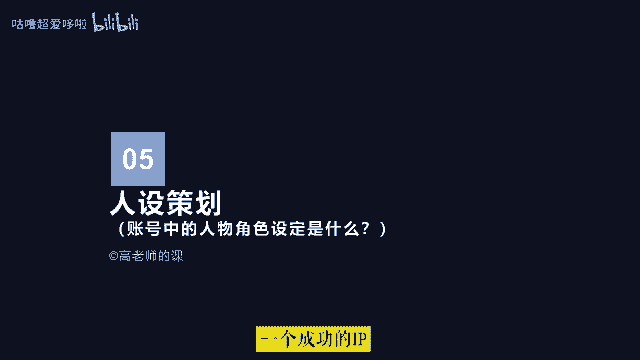 咕噜超爱哆啦 bilibili
05
人设策划
（账号中的人物角色设定是什么？）
©高老师的课
一个成功的IP